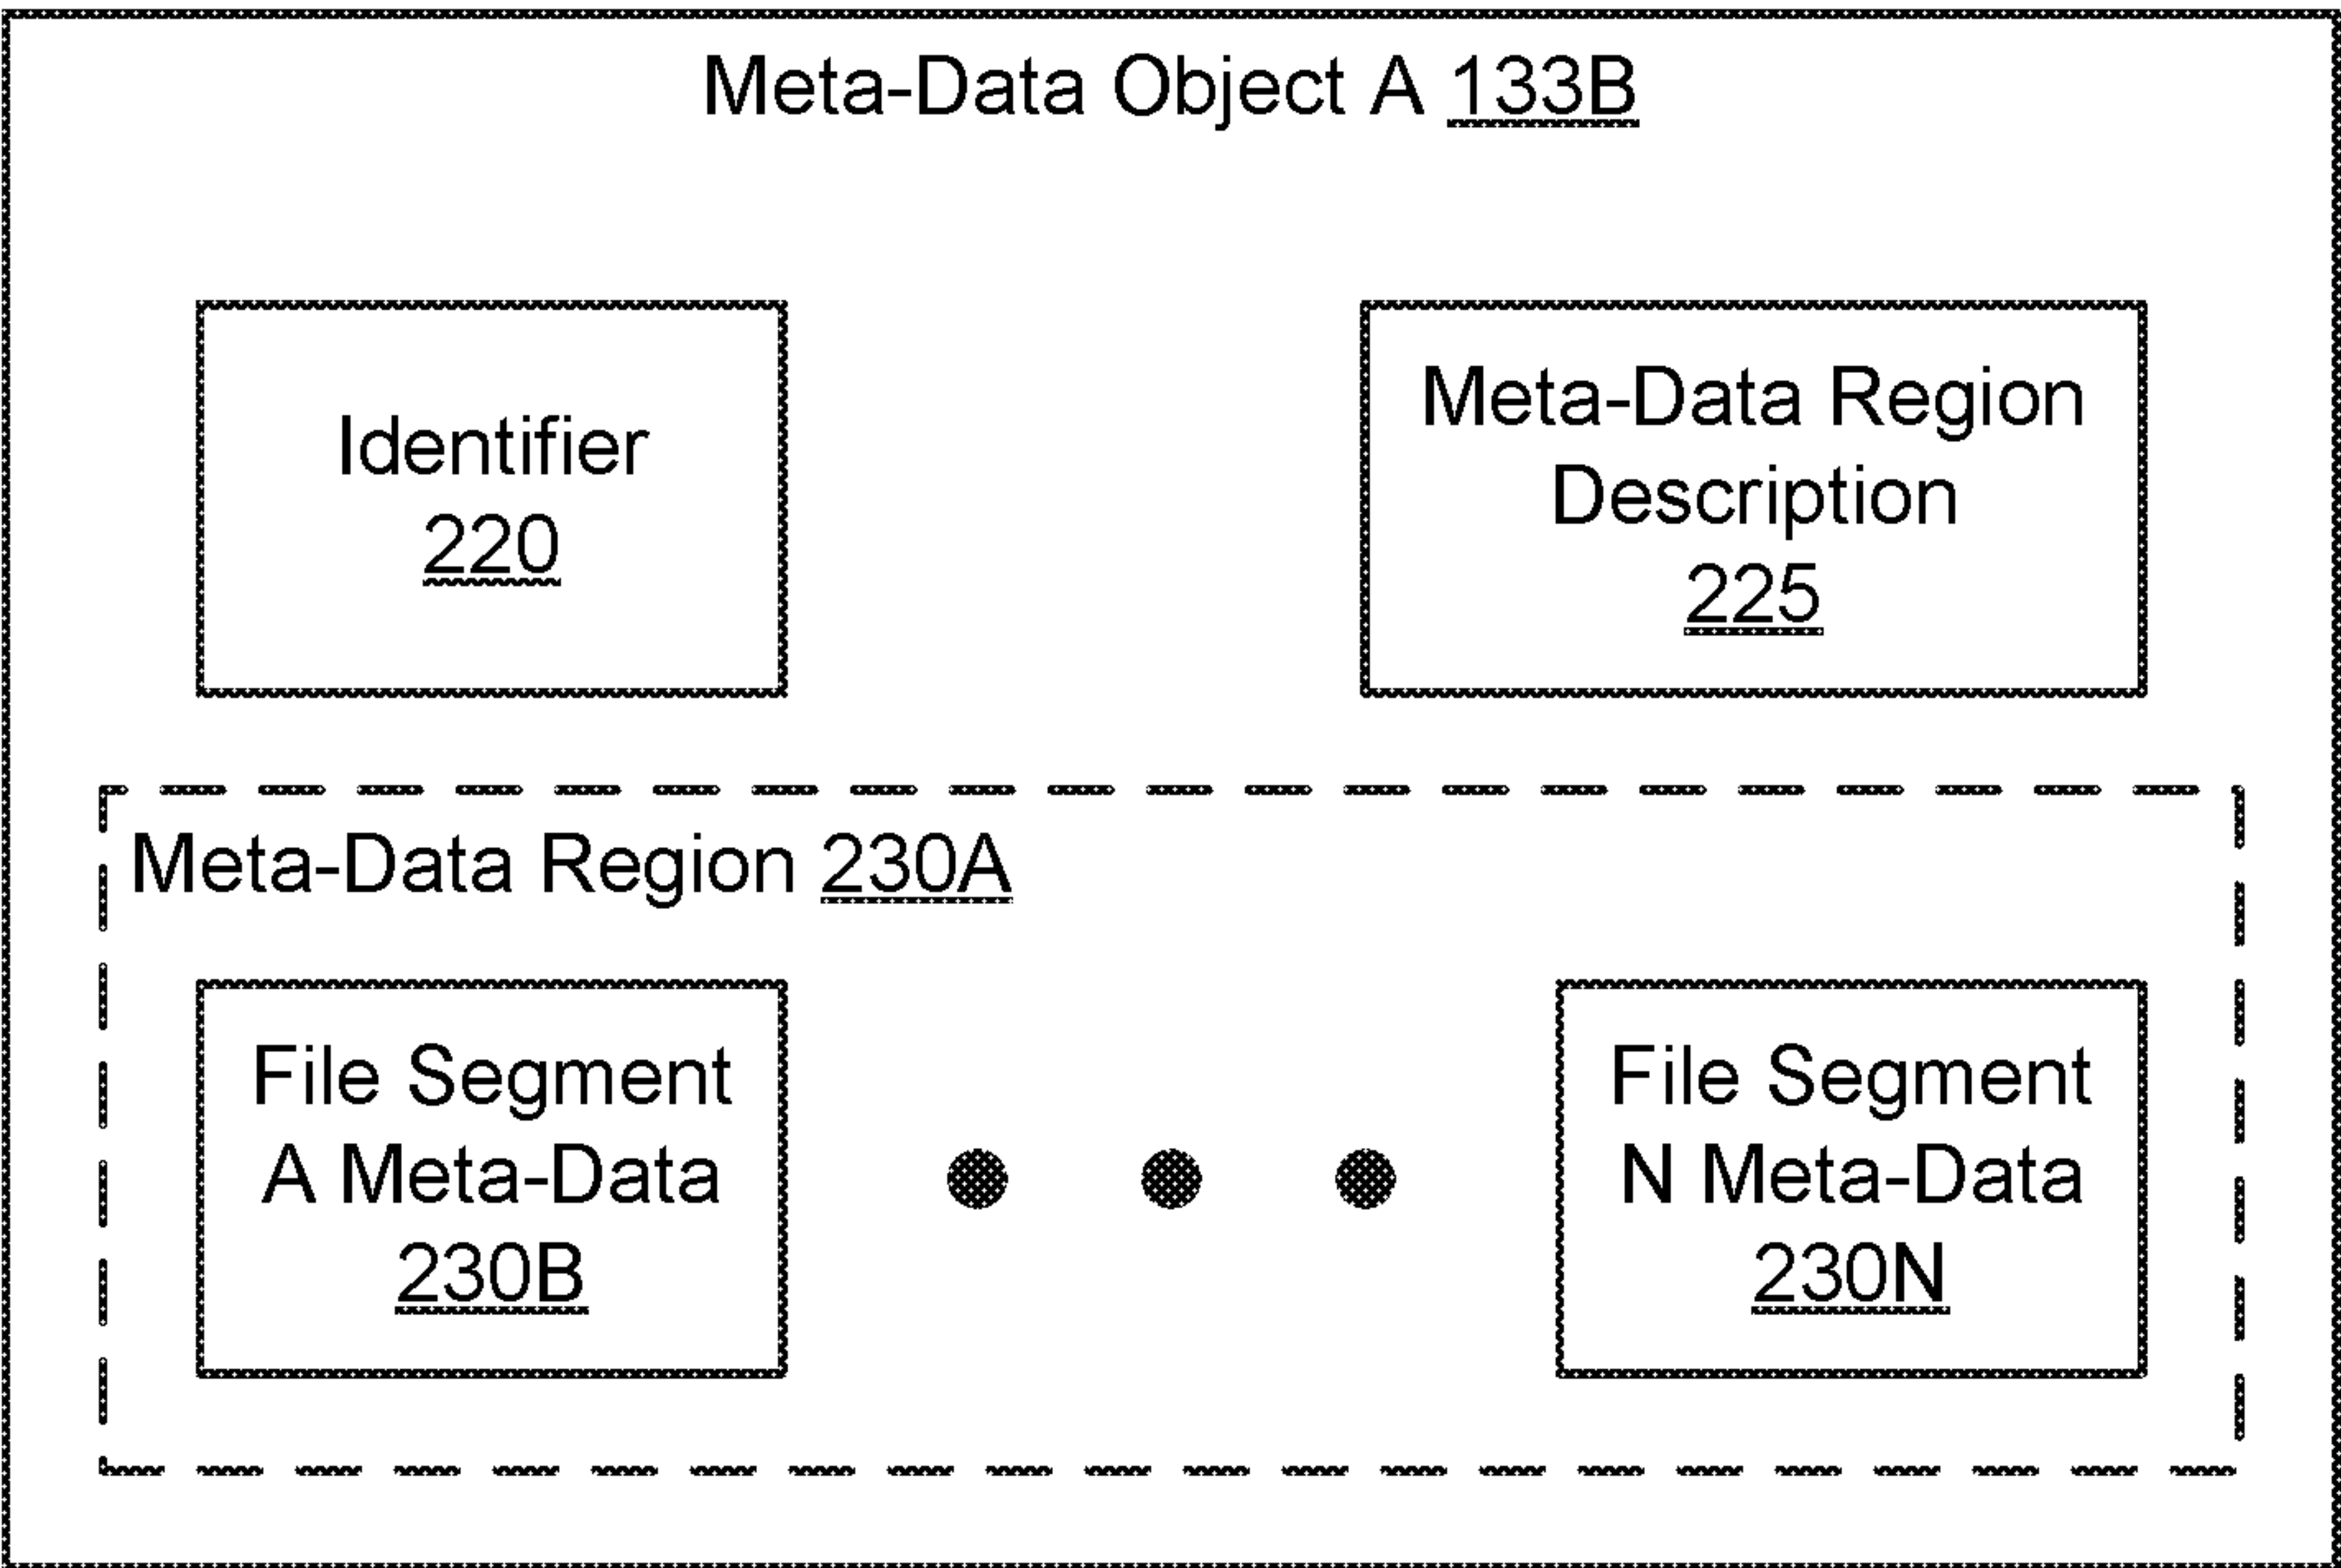 Meta-Data Object A 133B
Identifier
220
Meta-Data Region
Description
225
Meta-Data Region 230A
File Segment
A Meta-Data
230B
File Segment
N Meta-Data
230N